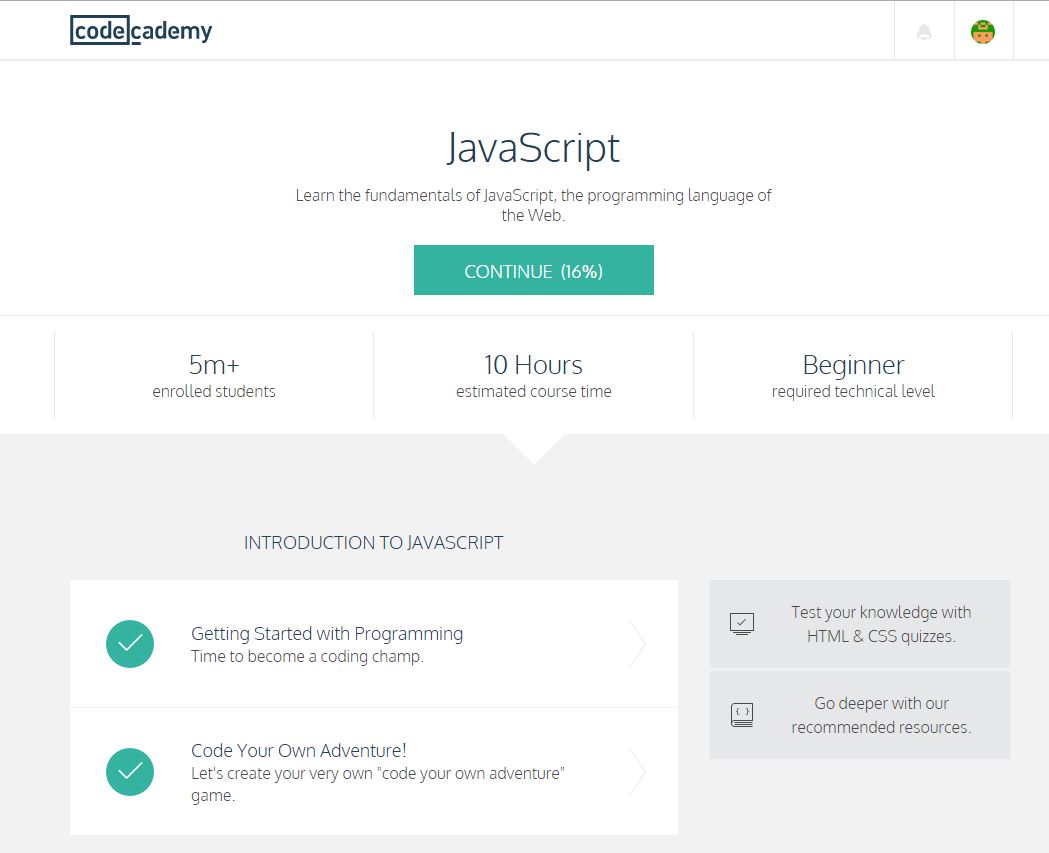 codecademy
JavaScript
Learn the fundamentals of JavaScript, the programming language of
the Web.
CONTINUE (16%)
5m+
enrolled students
10 Hours
estimated course time
Beginner
required technical level
INTRODUCTION TO JAVASCRIPT
Getting Started with Programming
Time to become a coding champ.
Code Your Own Adventure!
Let's create your very own "code your own adventure"
game.
Test your knowledge with
HTML & CSS quizzes.
Go deeper with our
recommended resources.